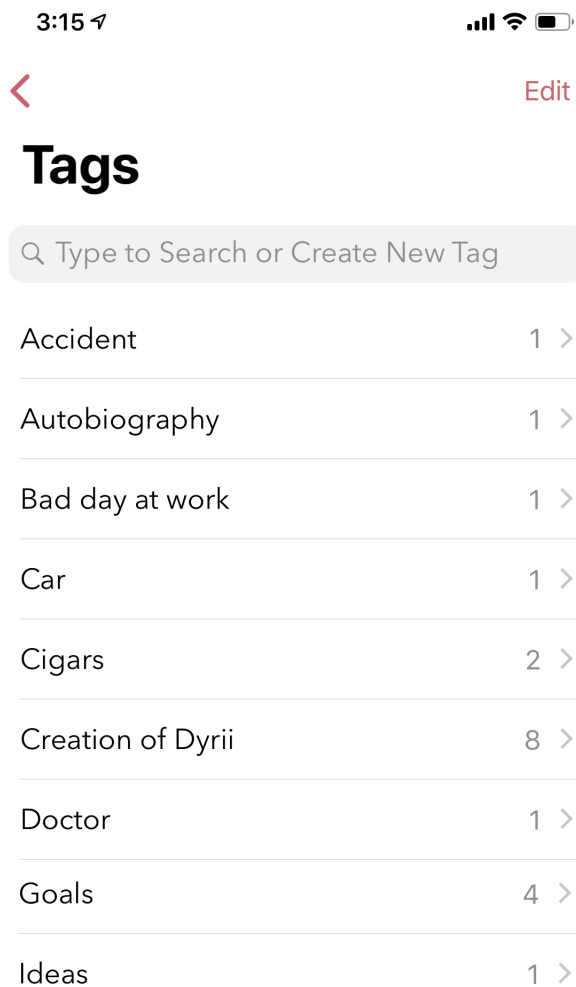 3:15
Edit
Tags
Type to Search or Create New Tag
Accident 1
Autobiography 1
Bad day at work 1
Car 1
Cigars 2
Creation of Dyrii 8
Doctor 1
Goals 4
Ideas 1